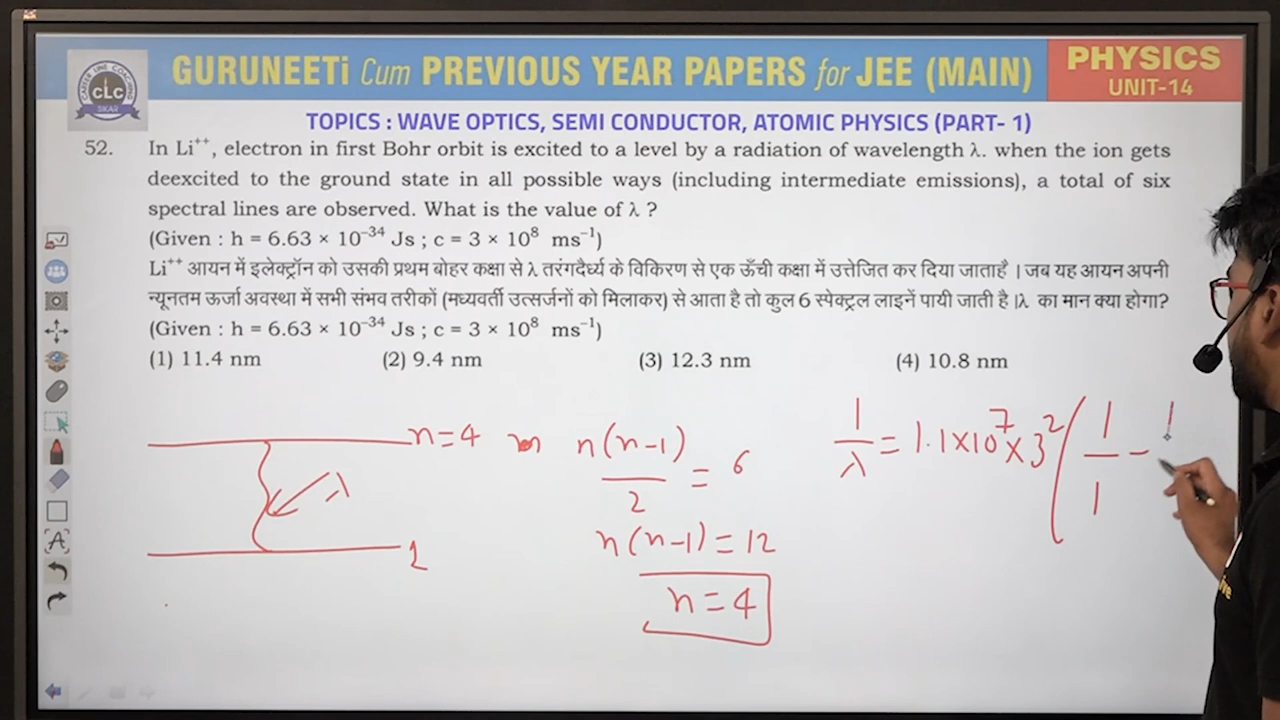 CAREER LINE COACHING
CLC
SIKAR
GURUNEETi Cum PREVIOUS YEAR PAPERS for JEE (MAIN)
PHYSICS
UNIT-14
TOPICS : WAVE OPTICS, SEMI CONDUCTOR, ATOMIC PHYSICS (PART- 1)
52. In Li⁺⁺, electron in first Bohr orbit is excited to a level by a radiation of wavelength λ. when the ion gets
deexcited to the ground state in all possible ways (including intermediate emissions), a total of six
spectral lines are observed. What is the value of λ ?
(Given : h = 6.63 × 10⁻³⁴ Js ; c = 3 × 10⁸ ms⁻¹)
Li⁺⁺ आयन में इलेक्ट्रॉन को उसकी प्रथम बोहर कक्षा से λ तरंगदैर्ध्य के विकिरण से एक ऊँची कक्षा में उत्तेजित कर दिया जाताहै । जब यह आयन अपनी
न्यूनतम ऊर्जा अवस्था में सभी संभव तरीकों (मध्यवर्ती उत्सर्जनों को मिलाकर) से आता है तो कुल 6 स्पेक्ट्रल लाइनें पायी जाती है ।λ का मान क्या होगा?
(Given : h = 6.63 × 10⁻³⁴ Js ; c = 3 × 10⁸ ms⁻¹)
(1) 11.4 nm (2) 9.4 nm (3) 12.3 nm (4) 10.8 nm
n=4
λ
1
n(n-1)/2 = 6
n(n-1) = 12
n=4
1/λ = 1.1×10⁷×3² (1/1 - 1